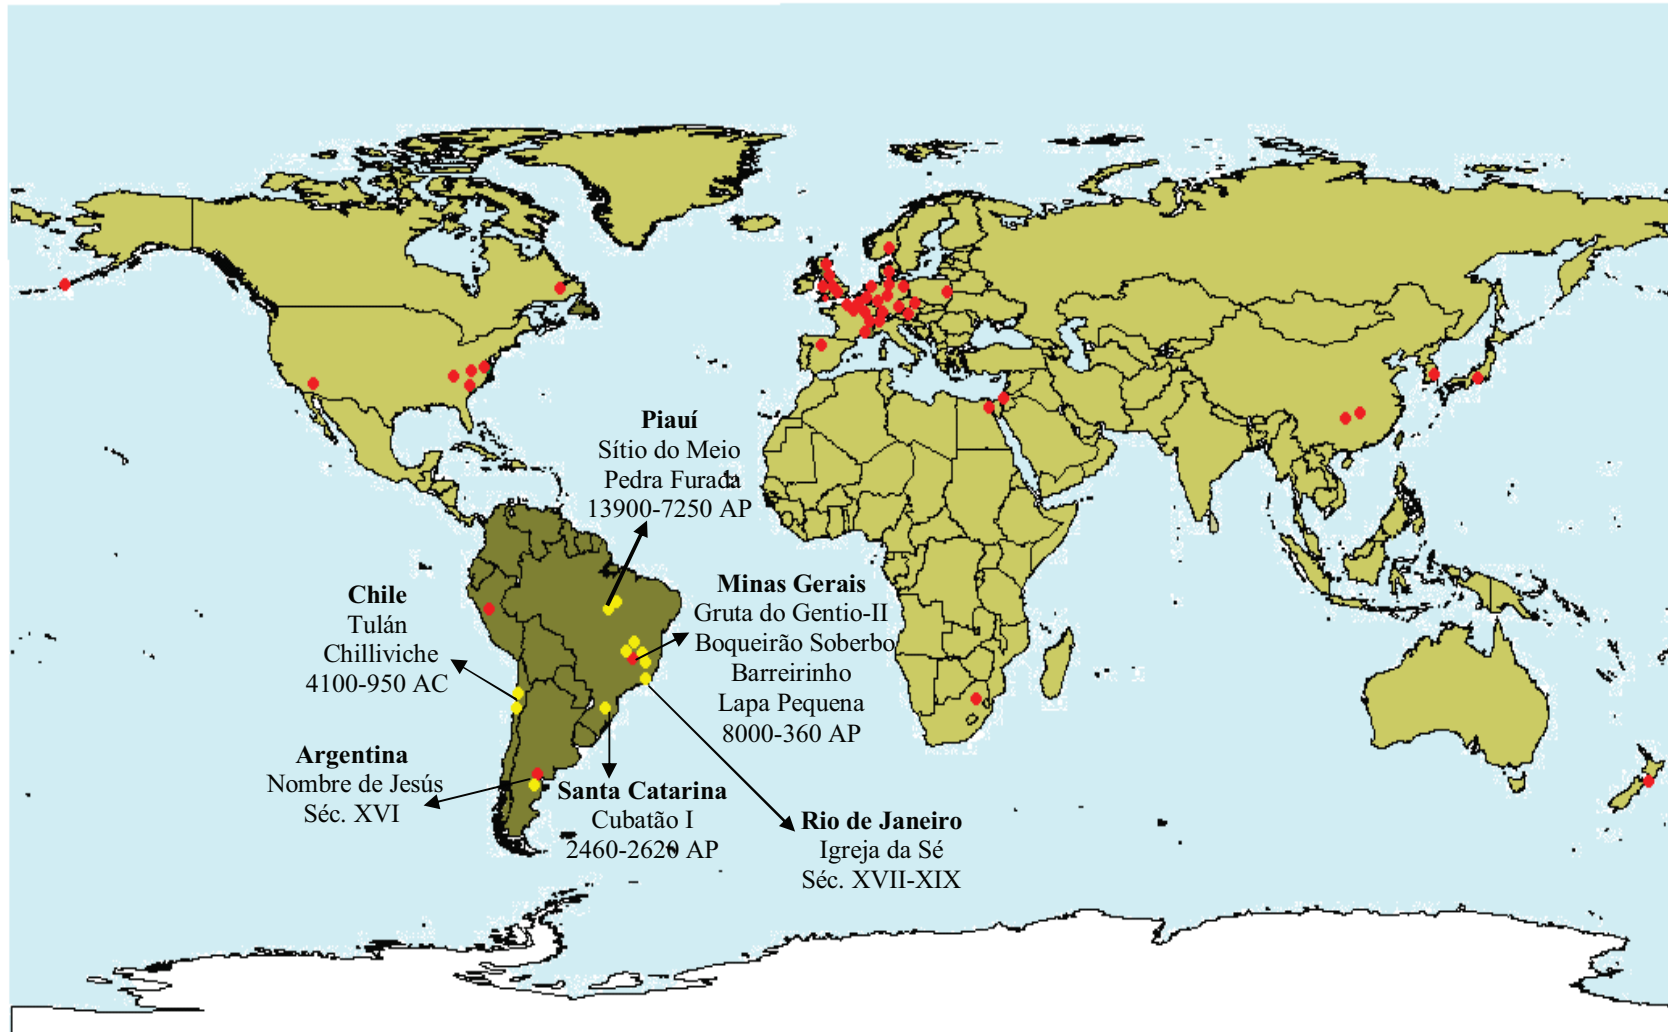 Piauí
Sítio do Meio
Pedra Furada
13900-7250 AP
Minas Gerais
Gruta do Gentio-II
Boqueirão Soberbo
Barreirinho
Lapa Pequena
8000-360 AP
Chile
Tulán
Chilliviche
4100-950 AC
Argentina
Nombre de Jesús
Séc. XVI
Santa Catarina
Cubatão I
2460-2620 AP
Rio de Janeiro
Igreja da Sé
Séc. XVII-XIX